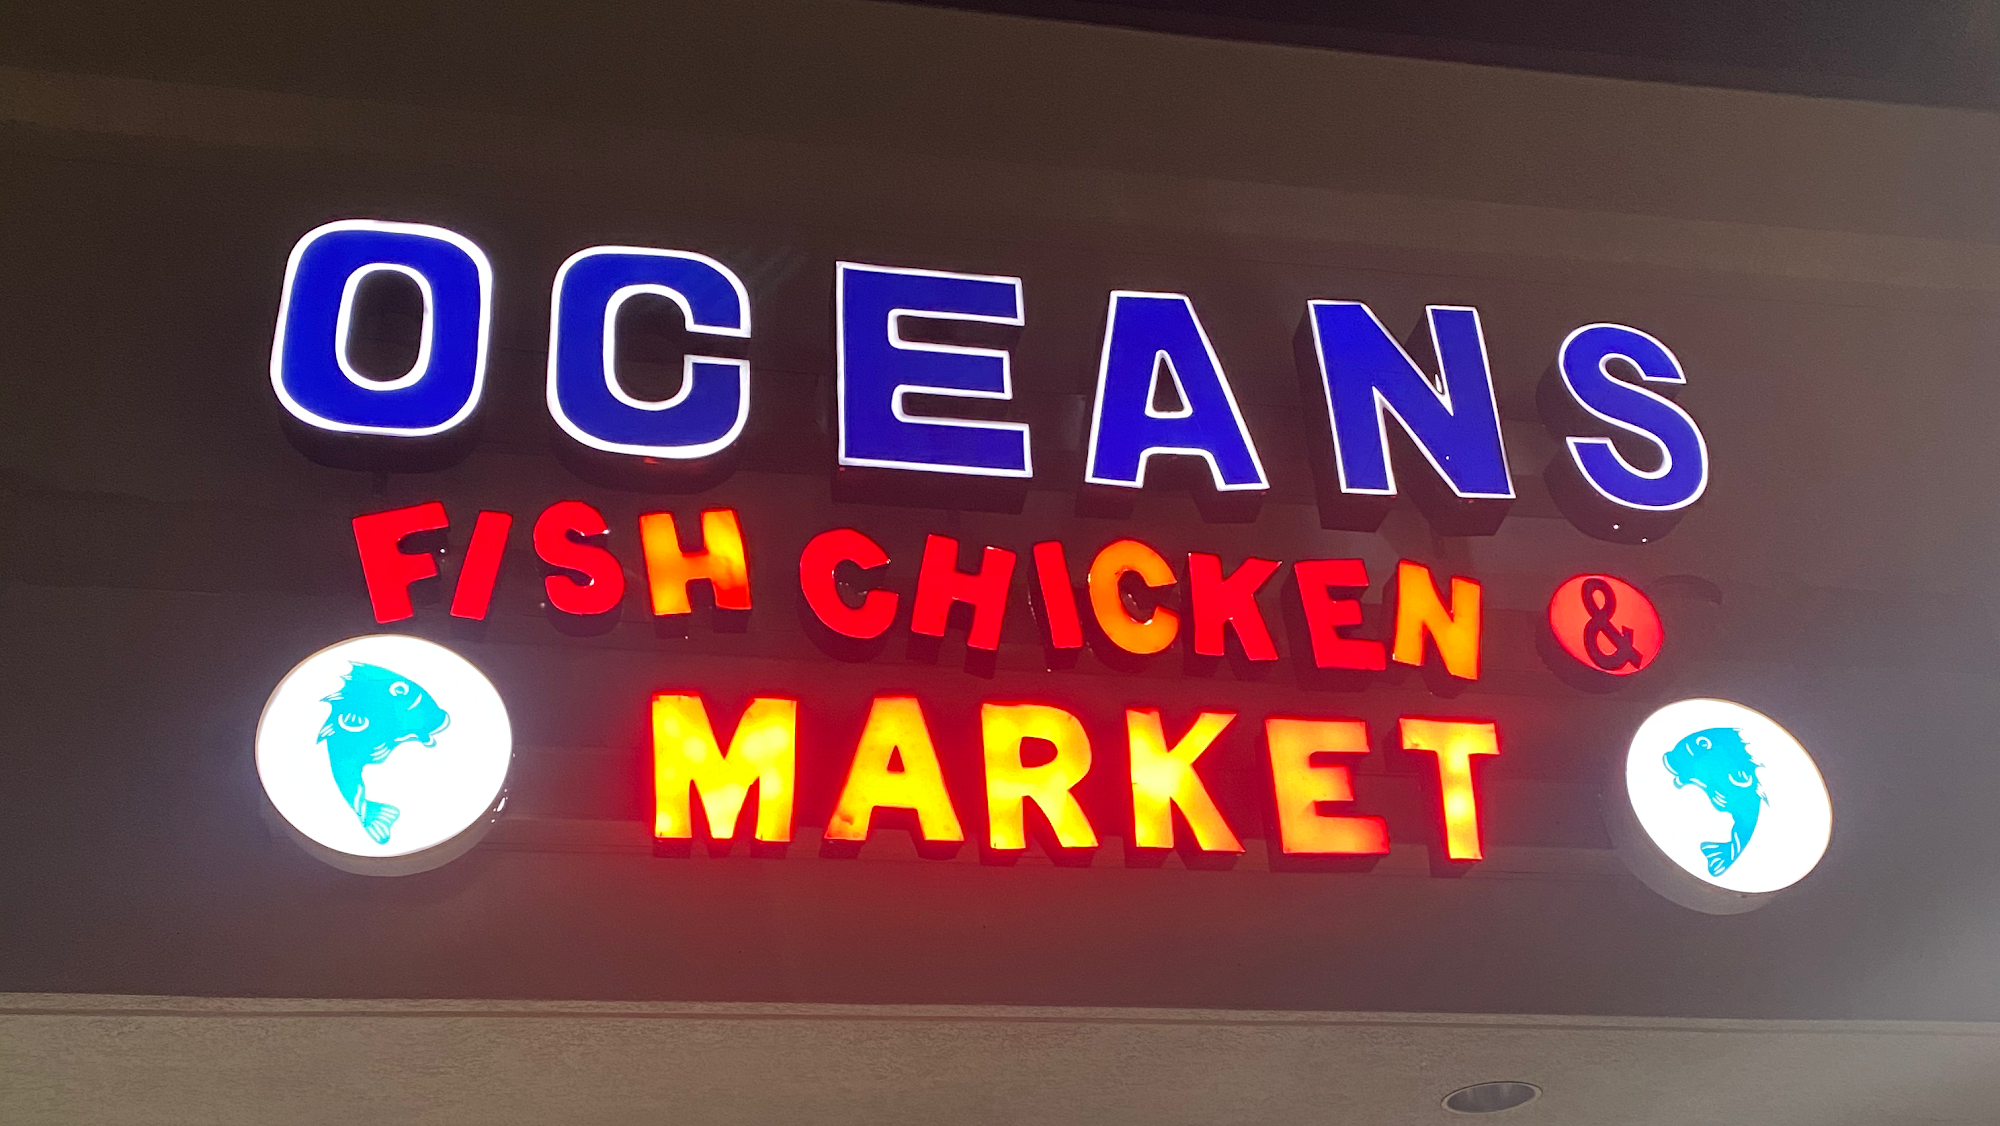 OCEANS
FISH CHICKEN &
MARKET